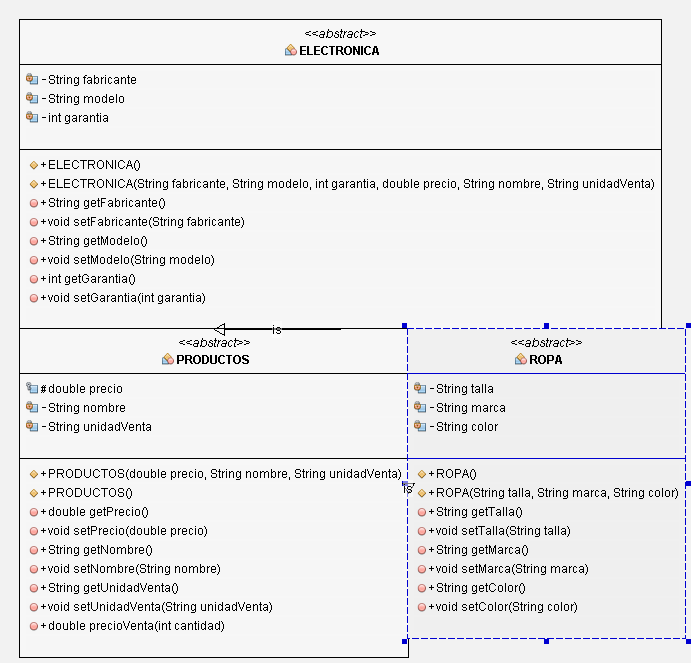 <<abstract>>
ELECTRONICA
-String fabricante
-String modelo
-int garantia
+ELECTRONICA()
+ELECTRONICA(String fabricante, String modelo, int garantia, double precio, String nombre, String unidadVenta)
+String getFabricante()
+void setFabricante(String fabricante)
+String getModelo()
+void setModelo(String modelo)
+int getGarantia()
+void setGarantia(int garantia)
is
<<abstract>>
PRODUCTOS
#double precio
-String nombre
-String unidadVenta
+PRODUCTOS(double precio, String nombre, String unidadVenta)
+PRODUCTOS()
+double getPrecio()
+void setPrecio(double precio)
+String getNombre()
+void setNombre(String nombre)
+String getUnidadVenta()
+void setUnidadVenta(String unidadVenta)
+double precioVenta(int cantidad)
is
<<abstract>>
ROPA
-String talla
-String marca
-String color
+ROPA()
+ROPA(String talla, String marca, String color)
+String getTalla()
+void setTalla(String talla)
+String getMarca()
+void setMarca(String marca)
+String getColor()
+void setColor(String color)